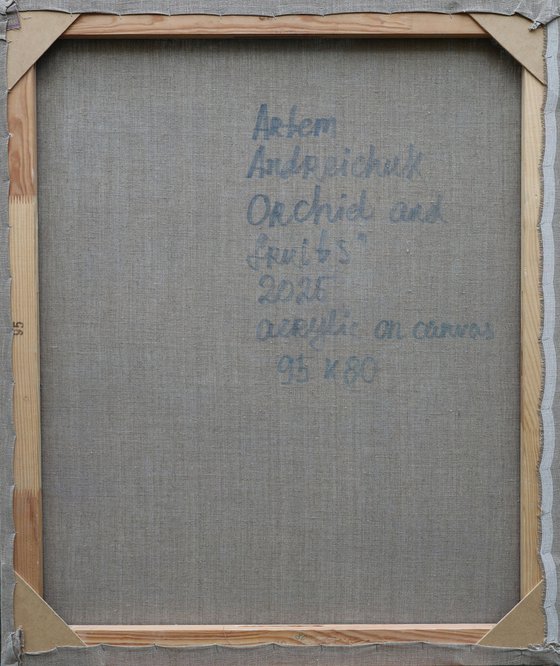 Artem
Andreichuk
Orchid and
fruits"
2025
acrylic on canvas
95 x 80
95